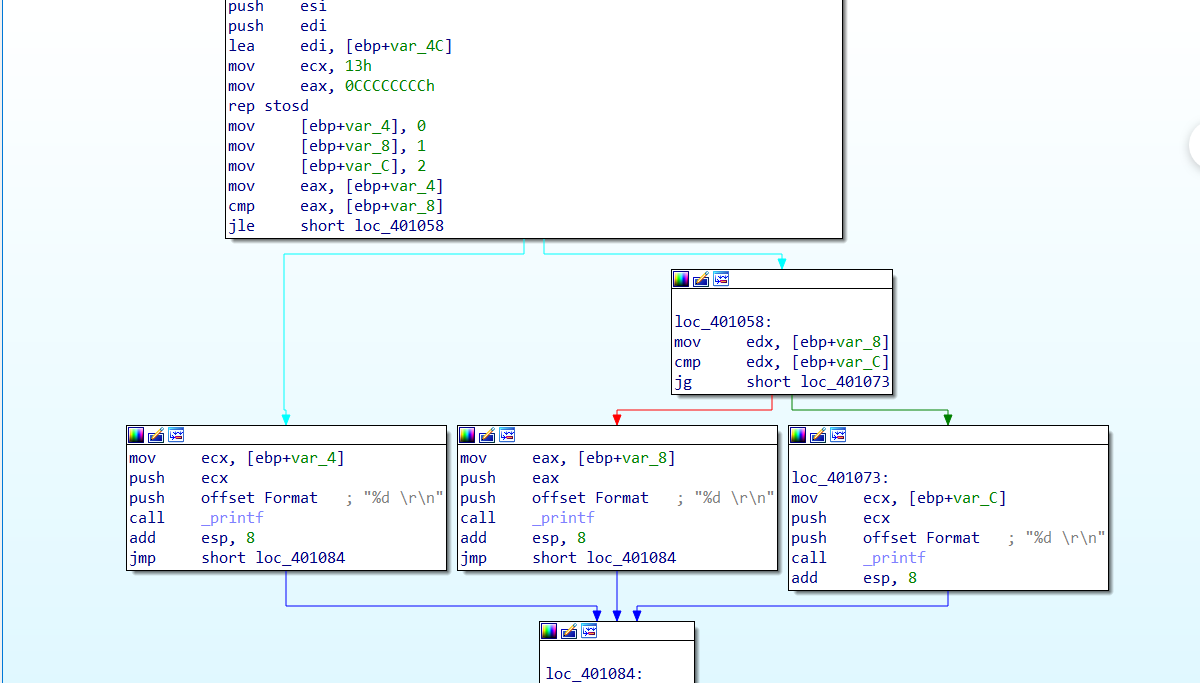 push esi
push edi
lea edi, [ebp+var_4C]
mov ecx, 13h
mov eax, 0CCCCCCCCh
rep stosd
mov [ebp+var_4], 0
mov [ebp+var_8], 1
mov [ebp+var_C], 2
mov eax, [ebp+var_4]
cmp eax, [ebp+var_8]
jle short loc_401058
loc_401058:
mov edx, [ebp+var_8]
cmp edx, [ebp+var_C]
jg short loc_401073
mov ecx, [ebp+var_4]
push ecx
push offset Format ; "%d \r\n"
call _printf
add esp, 8
jmp short loc_401084
mov eax, [ebp+var_8]
push eax
push offset Format ; "%d \r\n"
call _printf
add esp, 8
jmp short loc_401084
loc_401073:
mov ecx, [ebp+var_C]
push ecx
push offset Format ; "%d \r\n"
call _printf
add esp, 8
loc_401084: